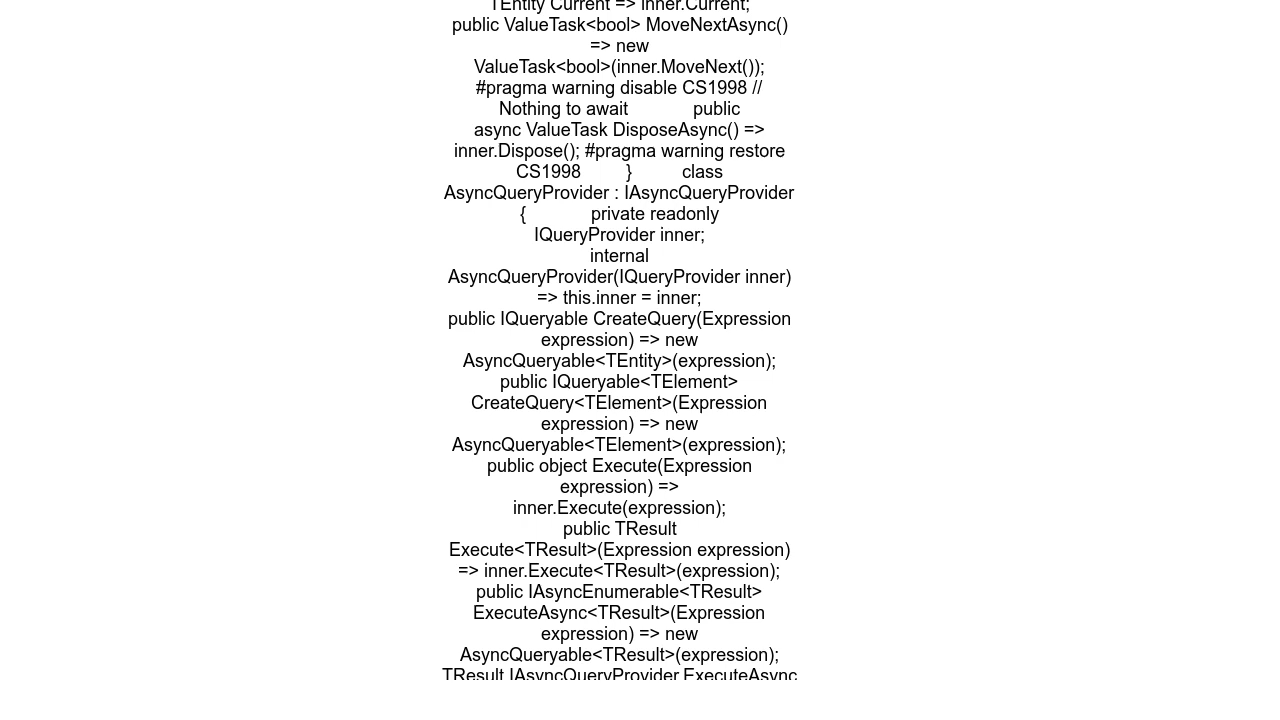 TEntity Current => inner.Current;
public ValueTask<bool> MoveNextAsync()
=> new
ValueTask<bool>(inner.MoveNext());
#pragma warning disable CS1998 //
Nothing to await public
async ValueTask DisposeAsync() =>
inner.Dispose(); #pragma warning restore
CS1998 } class
AsyncQueryProvider : IAsyncQueryProvider
{ private readonly
IQueryProvider inner;
internal
AsyncQueryProvider(IQueryProvider inner)
=> this.inner = inner;
public IQueryable CreateQuery(Expression
expression) => new
AsyncQueryable<TEntity>(expression);
public IQueryable<TElement>
CreateQuery<TElement>(Expression
expression) => new
AsyncQueryable<TElement>(expression);
public object Execute(Expression
expression) =>
inner.Execute(expression);
public TResult
Execute<TResult>(Expression expression)
=> inner.Execute<TResult>(expression);
public IAsyncEnumerable<TResult>
ExecuteAsync<TResult>(Expression
expression) => new
AsyncQueryable<TResult>(expression);
TResult IAsyncQueryProvider.ExecuteAsync